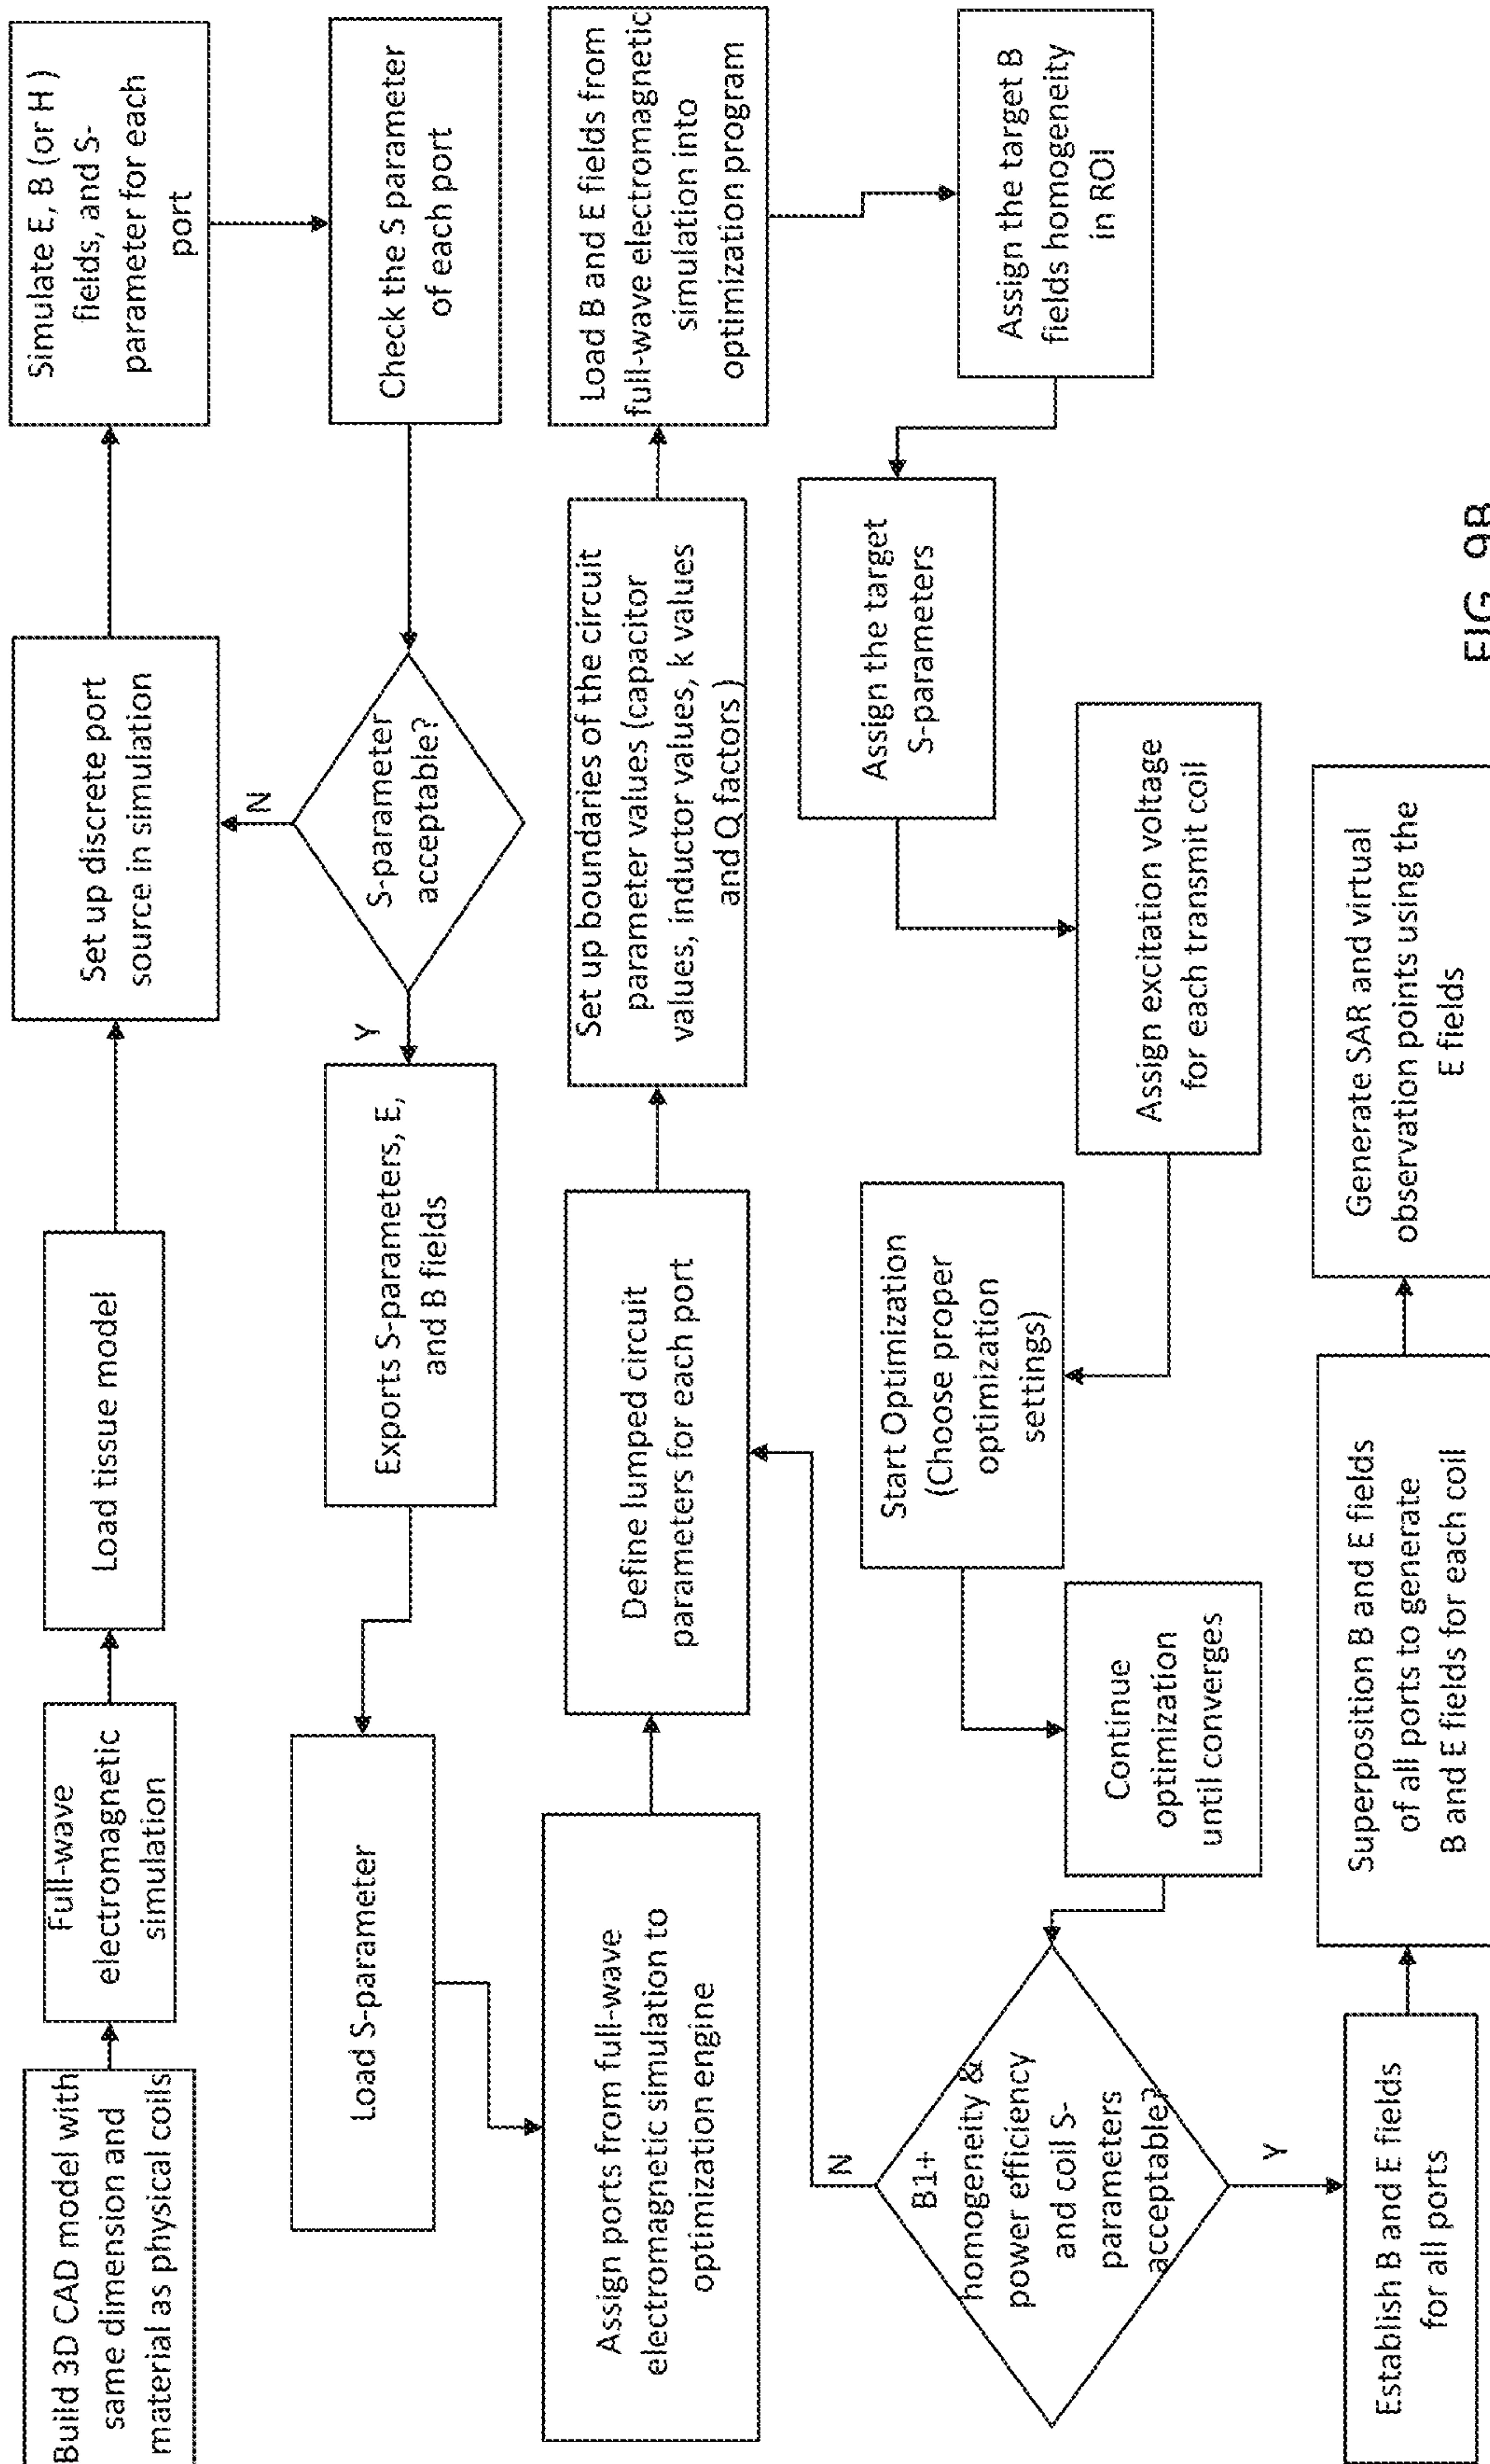 Build 3D CAD model with
same dimension and
material as physical coils
Full-wave
electromagnetic
simulation
Load tissue model
Set up discrete port
source in simulation
Simulate E, B (or H )
fields, and S-
parameter for each
port
Check the S parameter
of each port
S-parameter
acceptable?
N
Y
Exports S-parameters, E,
and B fields
Load S-parameter
Assign ports from full-wave
electromagnetic simulation to
optimization engine
Define lumped circuit
parameters for each port
Set up boundaries of the circuit
parameter values (capacitor
values, inductor values, k values
and Q factors )
Load B and E fields from
full-wave electromagnetic
simulation into
optimization program
Assign the target B
fields homogeneity
in ROI
Assign the target
S-parameters
Assign excitation voltage
for each transmit coil
Start Optimization
(Choose proper
optimization
settings)
Continue
optimization
until converges
B1+
homogeneity &
power efficiency
and coil S-
parameters
acceptable?
N
Y
Establish B and E fields
for all ports
Superposition B and E fields
of all ports to generate
B and E fields for each coil
Generate SAR and virtual
observation points using the
E fields
FIG. 9B